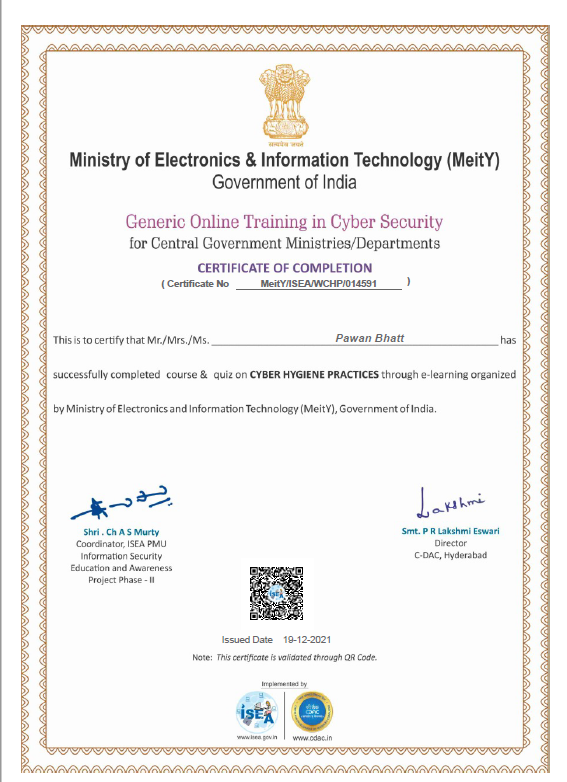 सत्यमेव जयते
Ministry of Electronics & Information Technology (MeitY)
Government of India
Generic Online Training in Cyber Security
for Central Government Ministries/Departments
CERTIFICATE OF COMPLETION
( Certificate No MeitY/ISEA/WCHP/014591 )
This is to certify that Mr./Mrs./Ms. Pawan Bhatt has
successfully completed course & quiz on CYBER HYGIENE PRACTICES through e-learning organized
by Ministry of Electronics and Information Technology (MeitY), Government of India.
Lakshmi
Shri . Ch A S Murty
Coordinator, ISEA PMU
Information Security
Education and Awareness
Project Phase - II
Smt. P R Lakshmi Eswari
Director
C-DAC, Hyderabad
ISEA
Issued Date 19-12-2021
Note: This certificate is validated through QR Code.
Implemented by
ISEA
सी डैक
CDAC
www.isea.gov.in
www.cdac.in